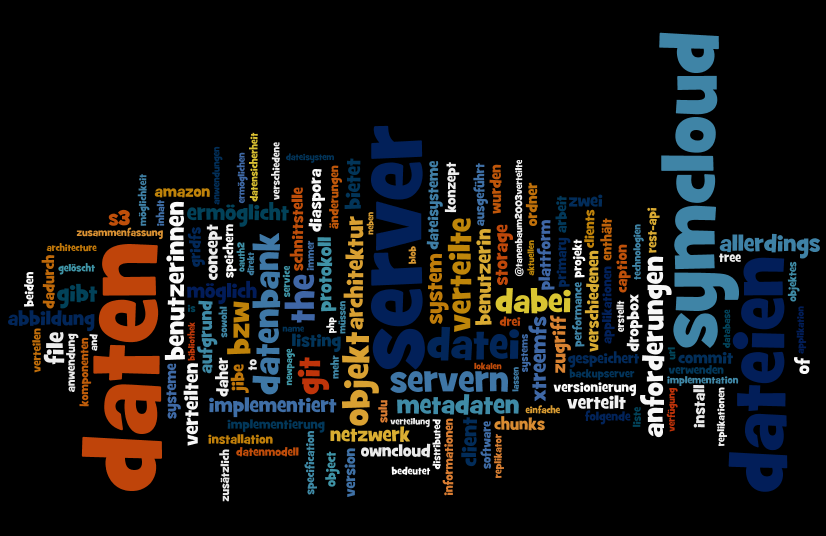 daten
server
symcloud
dateien
datei
dabei
servern
objekt
anforderungen
datenbank
benutzerinnen
verteilte
metadaten
the
git
bzw
architektur
system
benutzerin
storage
xtreemfs
zugriff
implementiert
allerdings
ermöglicht
möglich
s3
amazon
zusammenfassung
architecture
gelöscht
dadurch
beiden
gibt
abbildung
verteilen
file
anwendung
komponenten
and
systeme
verteilten
bibliothek
is
aufgrund
sowohl
daher
jibe
to
gridfs
concept
speichern
oauth2
direkt
möglichkeit
inhalt
anwendungen
ermöglichen
datensicherheit
verschiedene
dateisystem
service
schnittstelle
immer
diaspora
protokoll
änderungen
bietet
neben
name
listing
php
müssen
mehr
newpage
sulu
implementierung
installation
datenmodell
zusätzlich
specification
object
version
netzwerk
owncloud
bedeutet
verteilung
distributed
informationen
client
software
replikator
chunks
einfache
lokalen
blob
dateisysteme
konzept
ausgeführt
wurden
@tanenbaum2003verteilte
ordner
aktuellen
plattform
primary
arbeit
zwei
projekt
clients
verschiedenen
performance
applikationen
enthält
caption
technologien
rest-api
erstellt
dropbox
drei
systems
lassen
gespeichert
backupserver
versionierung
verteilt
folgende
liste
url
commit
verwenden
implementation
verfügung
install
replikationen
database
tree
objektes
applikation
of